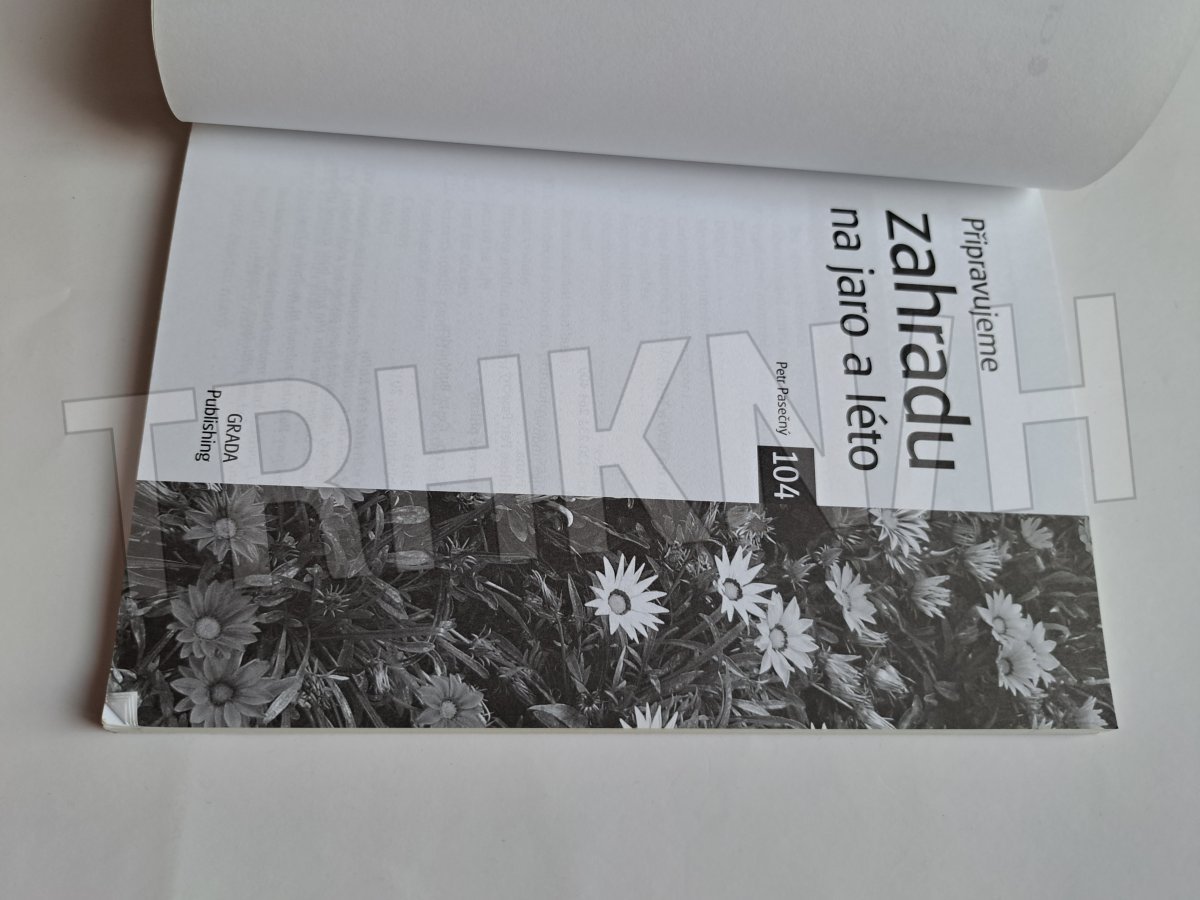 Připravujeme
zahradu
na jaro a léto
Petr Pasečný
104
GRADA
Publishing
TRHKNIH